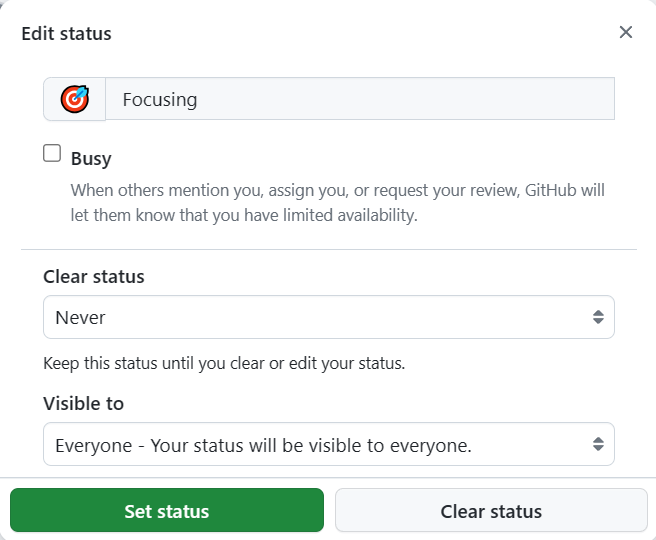 Edit status
Focusing
Busy
When others mention you, assign you, or request your review, GitHub will
let them know that you have limited availability.
Clear status
Never
Keep this status until you clear or edit your status.
Visible to
Everyone - Your status will be visible to everyone.
Set status
Clear status